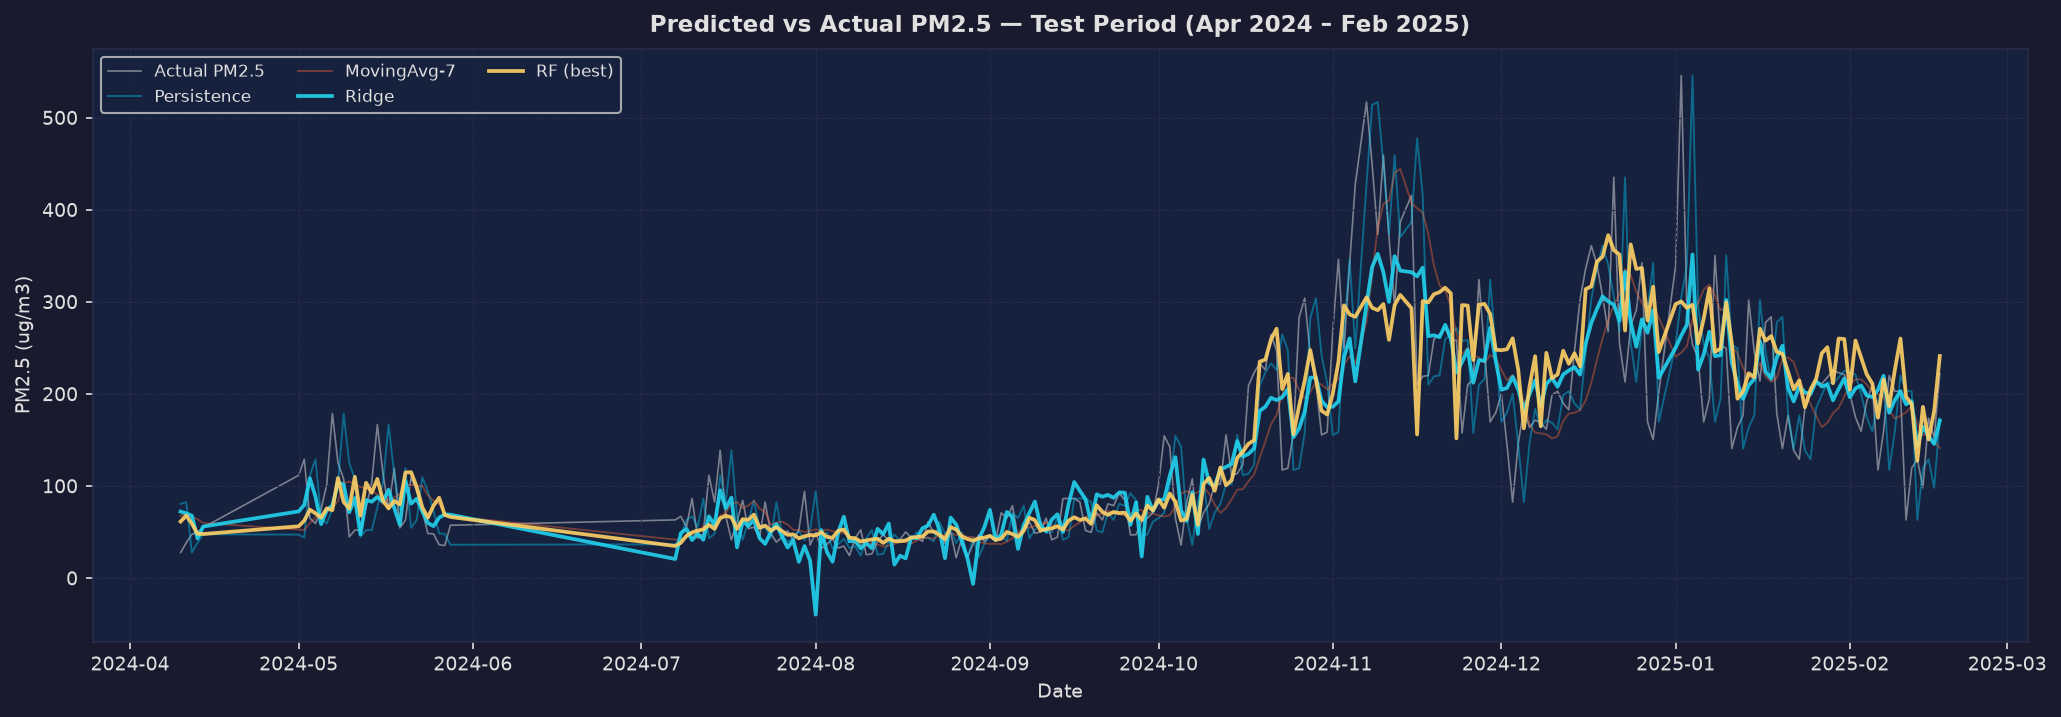 Predicted vs Actual PM2.5 — Test Period (Apr 2024 – Feb 2025)
Actual PM2.5
Persistence
MovingAvg-7
Ridge
RF (best)
PM2.5 (ug/m3)
500
400
300
200
100
0
2024-04 2024-05 2024-06 2024-07 2024-08 2024-09 2024-10 2024-11 2024-12 2025-01 2025-02 2025-03
Date